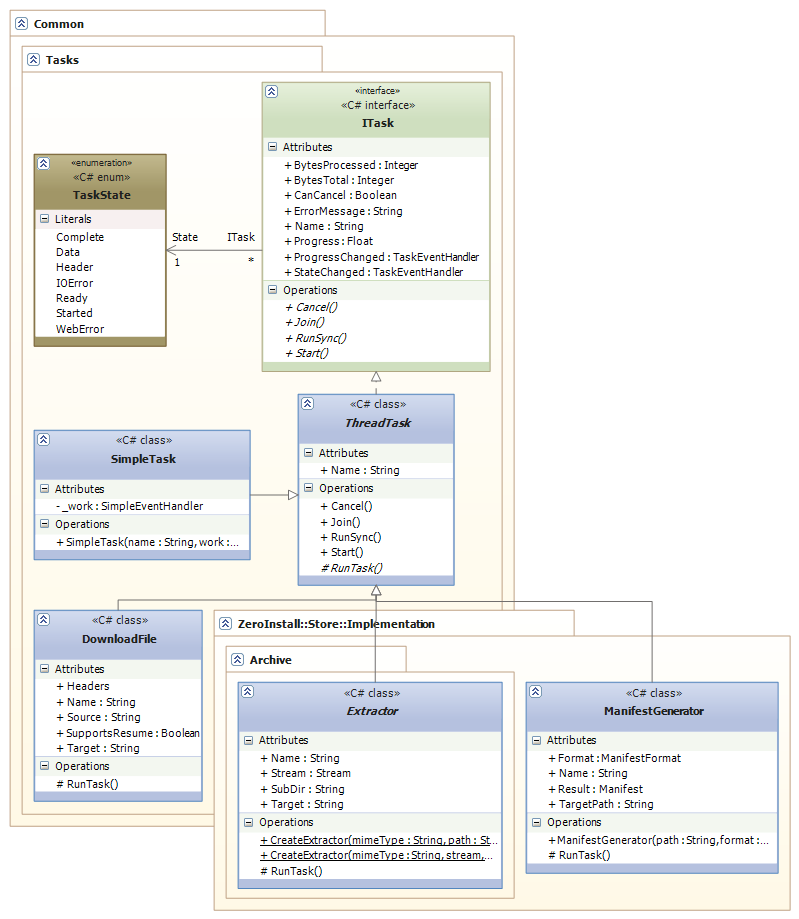 Common
Tasks
«interface»
«C# interface»
ITask
Attributes
+ BytesProcessed : Integer
+ BytesTotal : Integer
+ CanCancel : Boolean
+ ErrorMessage : String
+ Name : String
+ Progress : Float
+ ProgressChanged : TaskEventHandler
+ StateChanged : TaskEventHandler
Operations
+ Cancel()
+ Join()
+ RunSync()
+ Start()
«enumeration»
«C# enum»
TaskState
Literals
Complete
Data
Header
IOError
Ready
Started
WebError
State ITask
1 *
«C# class»
ThreadTask
Attributes
+ Name : String
Operations
+ Cancel()
+ Join()
+ RunSync()
+ Start()
# RunTask()
«C# class»
SimpleTask
Attributes
- _work : SimpleEventHandler
Operations
+ SimpleTask(name : String, work :...
«C# class»
DownloadFile
Attributes
+ Headers
+ Name : String
+ Source : String
+ SupportsResume : Boolean
+ Target : String
Operations
# RunTask()
ZeroInstall::Store::Implementation
Archive
«C# class»
Extractor
Attributes
+ Name : String
+ Stream : Stream
+ SubDir : String
+ Target : String
Operations
+ CreateExtractor(mimeType : String, path : St...
+ CreateExtractor(mimeType : String, stream,...
# RunTask()
«C# class»
ManifestGenerator
Attributes
+ Format : ManifestFormat
+ Name : String
+ Result : Manifest
+ TargetPath : String
Operations
+ ManifestGenerator(path : String, format :...
# RunTask()